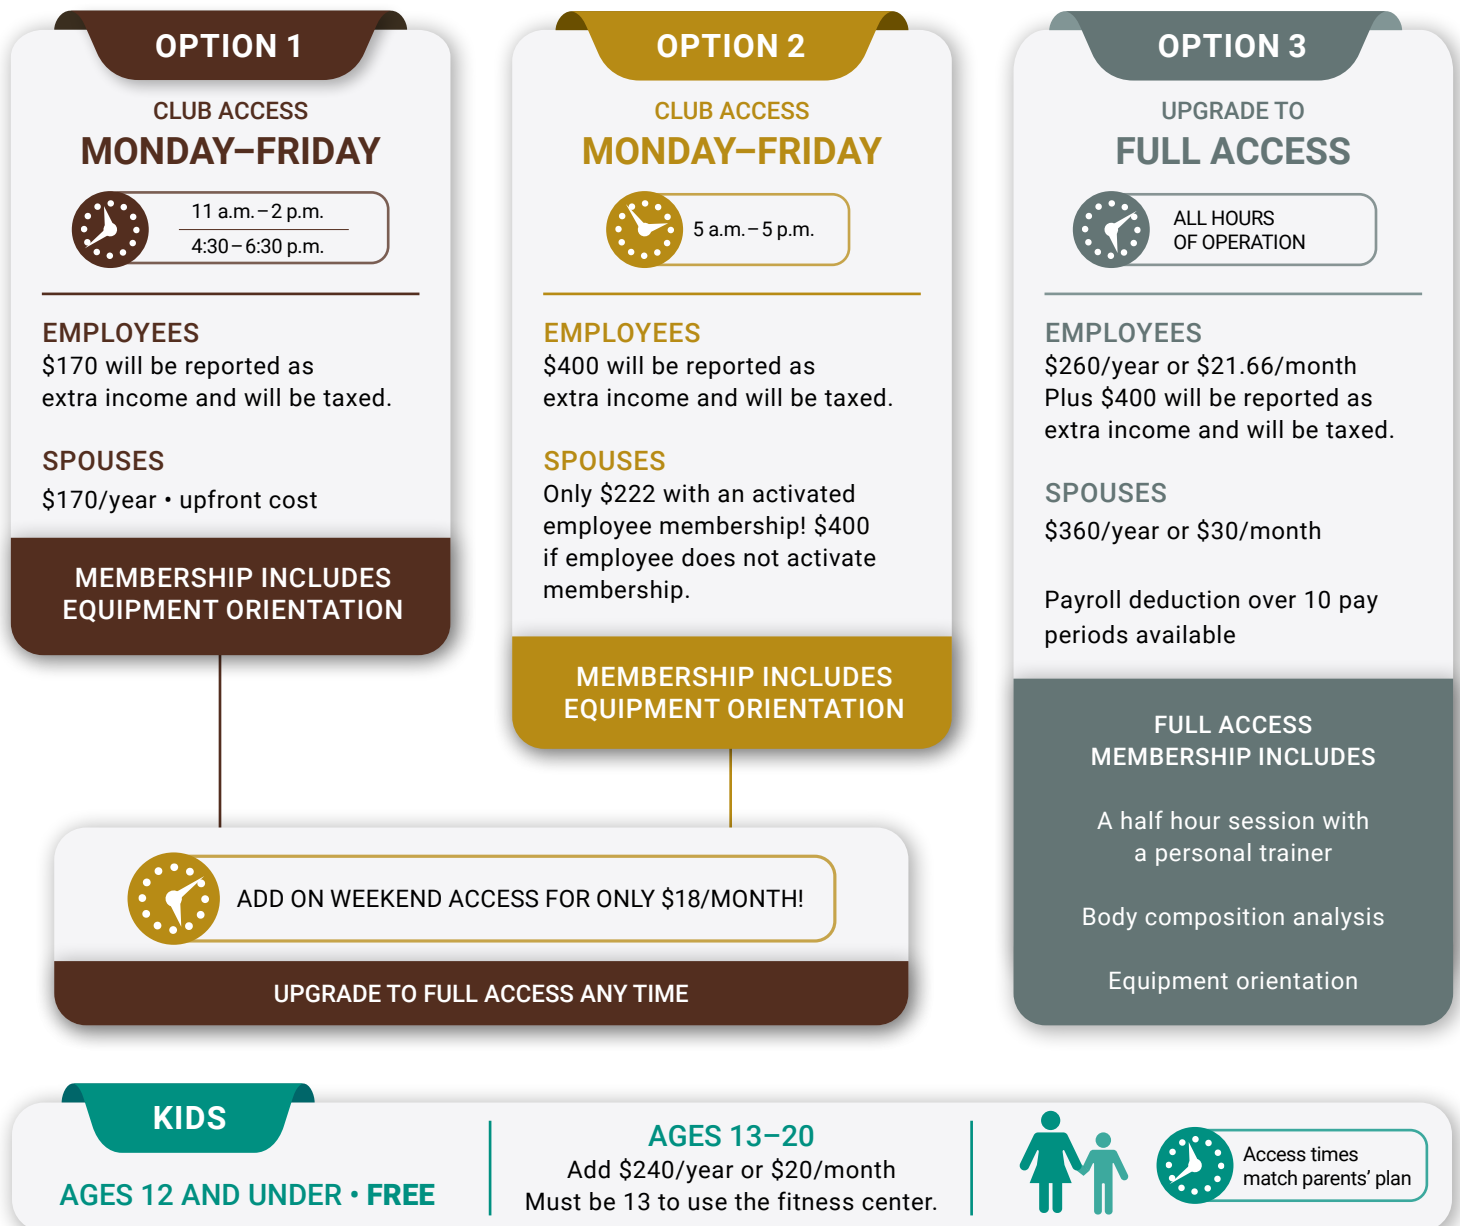 OPTION 1
CLUB ACCESS
MONDAY–FRIDAY
11 a.m.–2 p.m.
4:30–6:30 p.m.
EMPLOYEES
$170 will be reported as
extra income and will be taxed.
SPOUSES
$170/year • upfront cost
MEMBERSHIP INCLUDES
EQUIPMENT ORIENTATION
OPTION 2
CLUB ACCESS
MONDAY–FRIDAY
5 a.m.–5 p.m.
EMPLOYEES
$400 will be reported as
extra income and will be taxed.
SPOUSES
Only $222 with an activated
employee membership! $400
if employee does not activate
membership.
MEMBERSHIP INCLUDES
EQUIPMENT ORIENTATION
ADD ON WEEKEND ACCESS FOR ONLY $18/MONTH!
UPGRADE TO FULL ACCESS ANY TIME
OPTION 3
UPGRADE TO
FULL ACCESS
ALL HOURS
OF OPERATION
EMPLOYEES
$260/year or $21.66/month
Plus $400 will be reported as
extra income and will be taxed.
SPOUSES
$360/year or $30/month
Payroll deduction over 10 pay
periods available
FULL ACCESS
MEMBERSHIP INCLUDES
A half hour session with
a personal trainer
Body composition analysis
Equipment orientation
KIDS
AGES 12 AND UNDER • FREE
AGES 13–20
Add $240/year or $20/month
Must be 13 to use the fitness center.
Access times
match parents’ plan